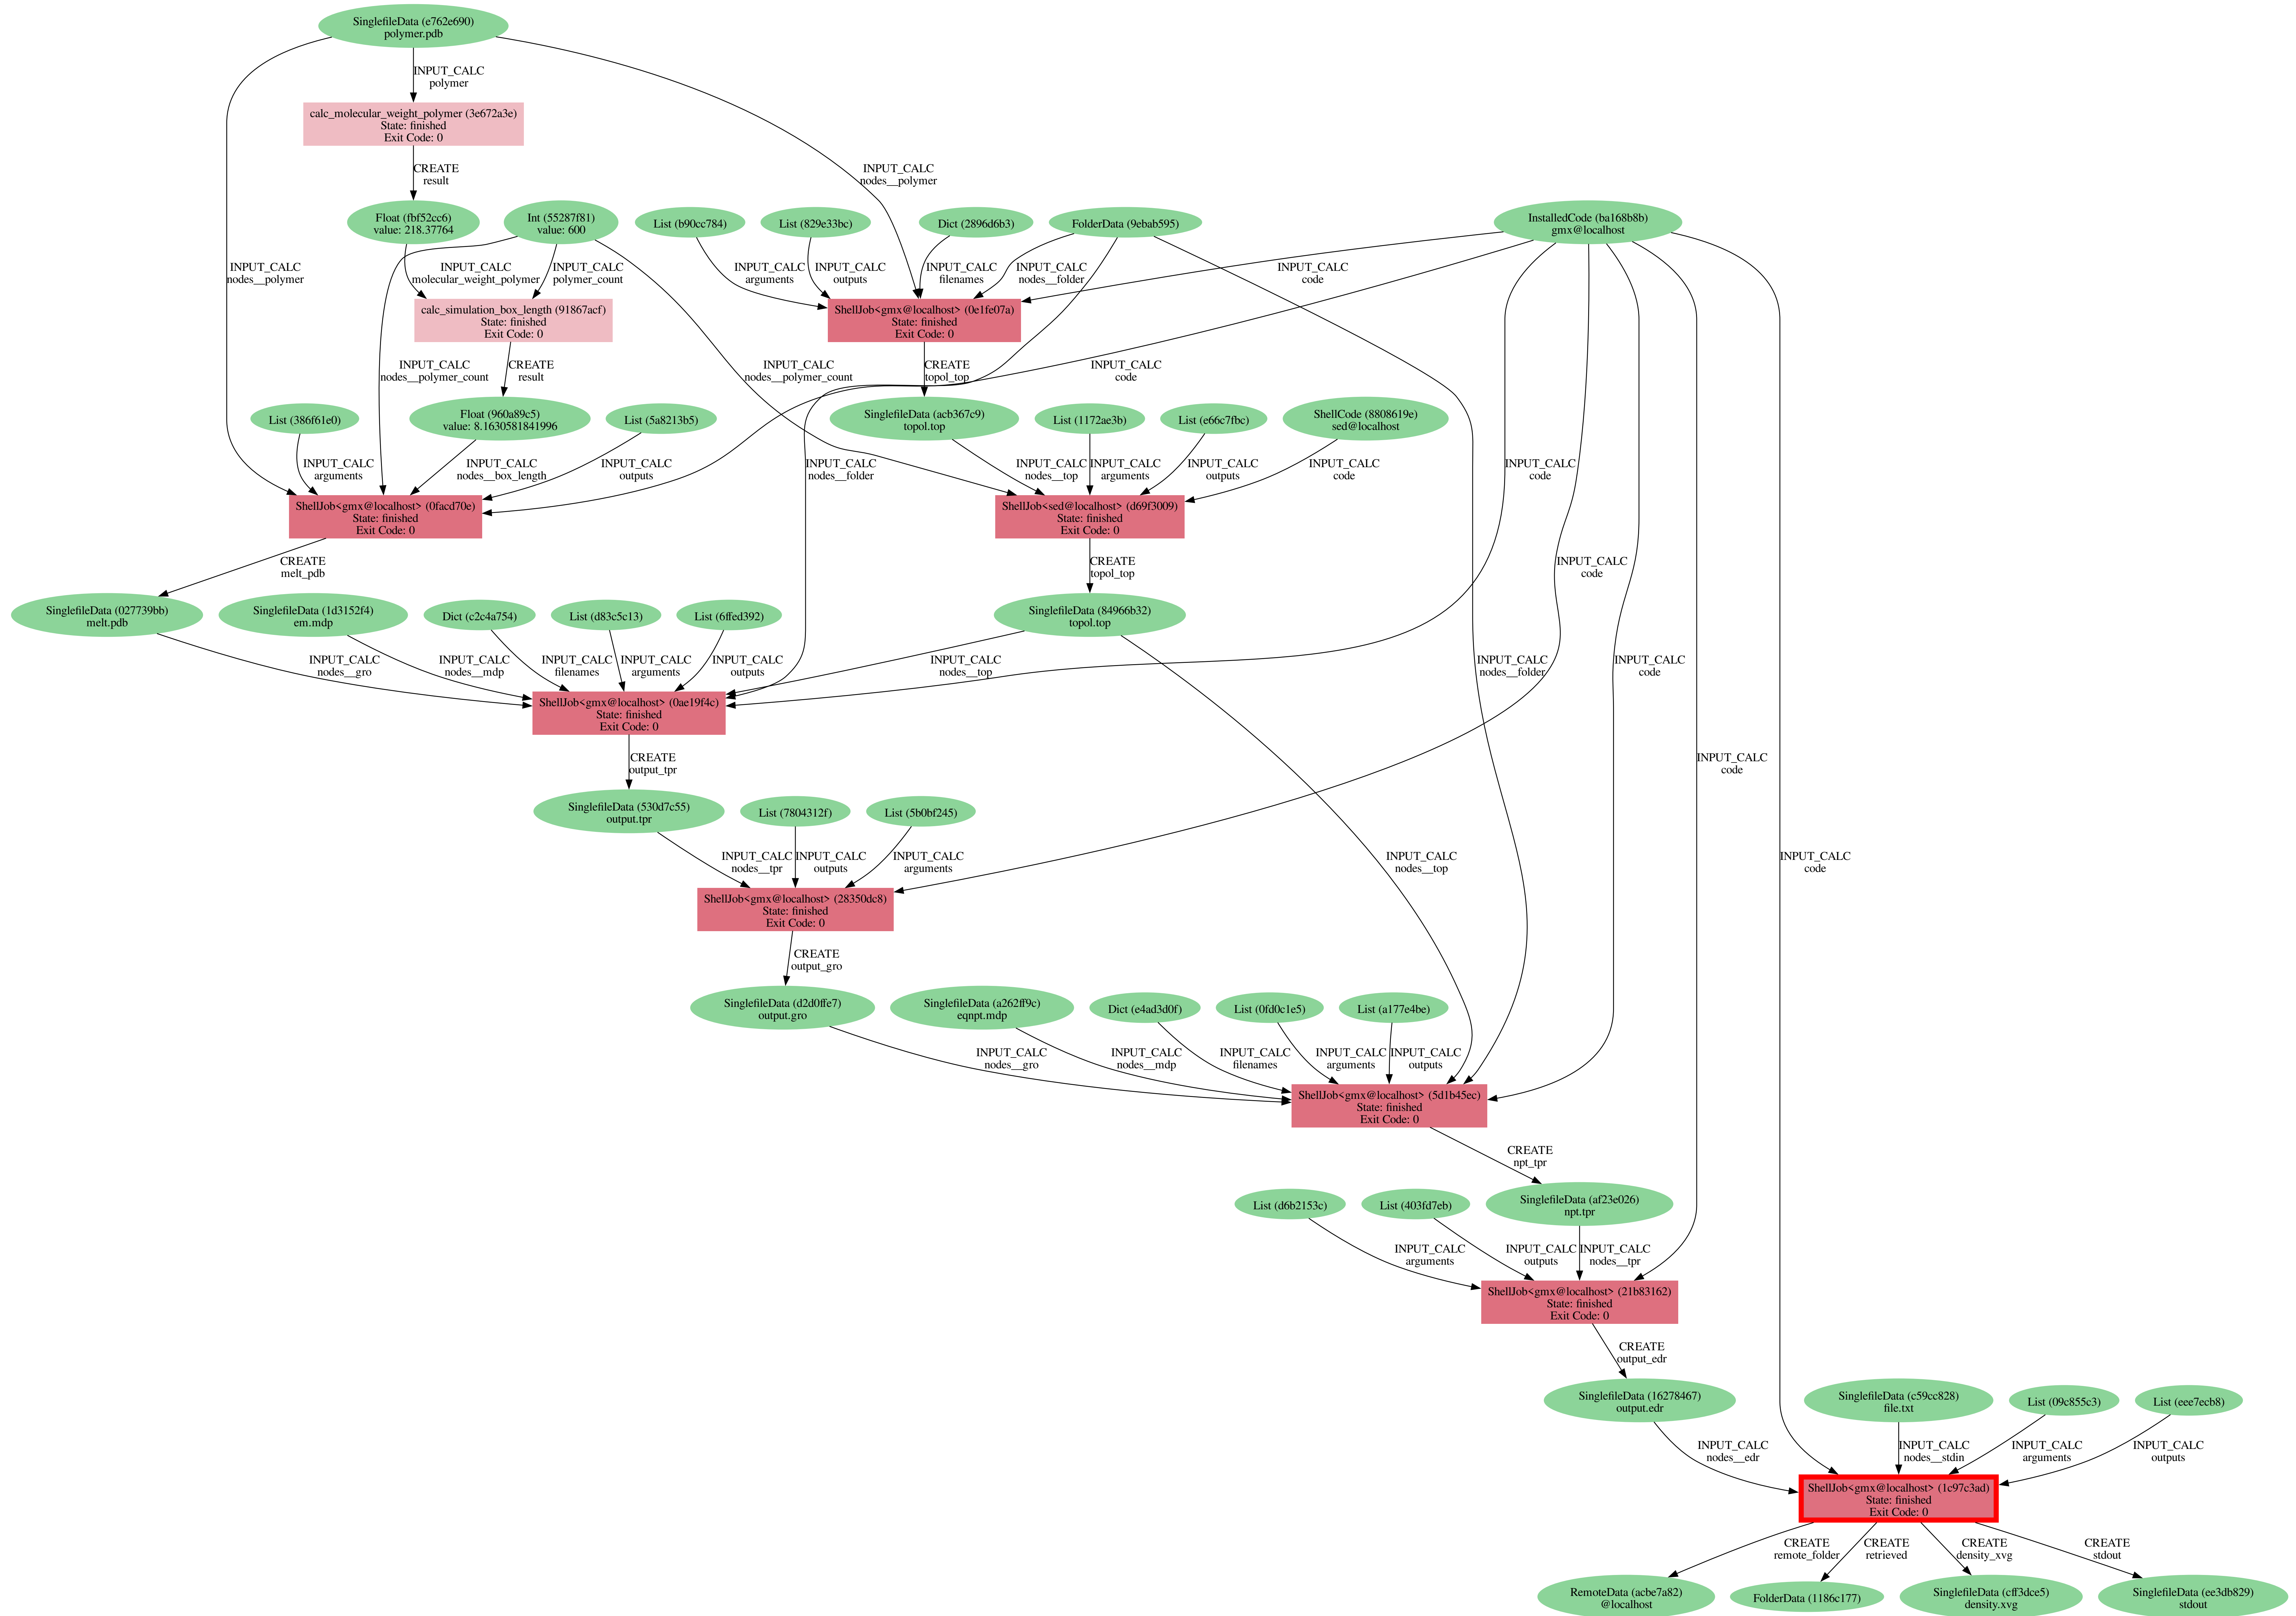 SinglefileData (e762e690)
polymer.pdb
INPUT_CALC
polymer
calc_molecular_weight_polymer (3e672a3e)
State: finished
Exit Code: 0
INPUT_CALC
nodes__polymer
CREATE
result
Float (fbf52cc6)
value: 218.37764
Int (55287f81)
value: 600
List (b90cc784)
List (829e33bc)
Dict (2896d6b3)
FolderData (9ebab595)
InstalledCode (ba168b8b)
gmx@localhost
INPUT_CALC
nodes__polymer
INPUT_CALC
molecular_weight_polymer
INPUT_CALC
polymer_count
INPUT_CALC
arguments
INPUT_CALC
outputs
INPUT_CALC
filenames
INPUT_CALC
nodes__folder
INPUT_CALC
code
calc_simulation_box_length (91867acf)
State: finished
Exit Code: 0
ShellJob<gmx@localhost> (0e1fe07a)
State: finished
Exit Code: 0
INPUT_CALC
nodes__polymer_count
CREATE
result
INPUT_CALC
nodes__polymer_count
CREATE
topol_top
INPUT_CALC
code
List (386f61e0)
Float (960a89c5)
value: 8.1630581841996
List (5a8213b5)
SinglefileData (acb367c9)
topol.top
List (1172ae3b)
List (e66c7fbc)
ShellCode (8808619e)
sed@localhost
INPUT_CALC
arguments
INPUT_CALC
nodes__box_length
INPUT_CALC
outputs
INPUT_CALC
nodes__folder
INPUT_CALC
nodes__top
INPUT_CALC
arguments
INPUT_CALC
outputs
INPUT_CALC
code
INPUT_CALC
code
ShellJob<gmx@localhost> (0facd70e)
State: finished
Exit Code: 0
ShellJob<sed@localhost> (d69f3009)
State: finished
Exit Code: 0
CREATE
melt_pdb
CREATE
topol_top
INPUT_CALC
code
SinglefileData (027739bb)
melt.pdb
SinglefileData (1d3152f4)
em.mdp
Dict (c2c4a754)
List (d83c5c13)
List (6ffed392)
SinglefileData (84966b32)
topol.top
INPUT_CALC
nodes__gro
INPUT_CALC
nodes__mdp
INPUT_CALC
filenames
INPUT_CALC
arguments
INPUT_CALC
outputs
INPUT_CALC
nodes__top
INPUT_CALC
nodes__folder
INPUT_CALC
code
ShellJob<gmx@localhost> (0ae19f4c)
State: finished
Exit Code: 0
CREATE
output_tpr
INPUT_CALC
code
SinglefileData (530d7c55)
output.tpr
List (7804312f)
List (5b0bf245)
INPUT_CALC
nodes__tpr
INPUT_CALC
outputs
INPUT_CALC
arguments
INPUT_CALC
nodes__top
INPUT_CALC
code
ShellJob<gmx@localhost> (28350dc8)
State: finished
Exit Code: 0
CREATE
output_gro
SinglefileData (d2d0ffe7)
output.gro
SinglefileData (a262ff9c)
eqnpt.mdp
Dict (e4ad3d0f)
List (0fd0c1e5)
List (a177e4be)
INPUT_CALC
nodes__gro
INPUT_CALC
nodes__mdp
INPUT_CALC
filenames
INPUT_CALC
arguments
INPUT_CALC
outputs
ShellJob<gmx@localhost> (5d1b45ec)
State: finished
Exit Code: 0
CREATE
npt_tpr
List (d6b2153c)
List (403fd7eb)
SinglefileData (af23e026)
npt.tpr
INPUT_CALC
arguments
INPUT_CALC
outputs
INPUT_CALC
nodes__tpr
ShellJob<gmx@localhost> (21b83162)
State: finished
Exit Code: 0
CREATE
output_edr
SinglefileData (16278467)
output.edr
SinglefileData (c59cc828)
file.txt
List (09c855c3)
List (eee7ecb8)
INPUT_CALC
nodes__edr
INPUT_CALC
nodes__stdin
INPUT_CALC
arguments
INPUT_CALC
outputs
ShellJob<gmx@localhost> (1c97c3ad)
State: finished
Exit Code: 0
CREATE
remote_folder
CREATE
retrieved
CREATE
density_xvg
CREATE
stdout
RemoteData (acbe7a82)
@localhost
FolderData (1186c177)
SinglefileData (cff3dce5)
density.xvg
SinglefileData (ee3db829)
stdout